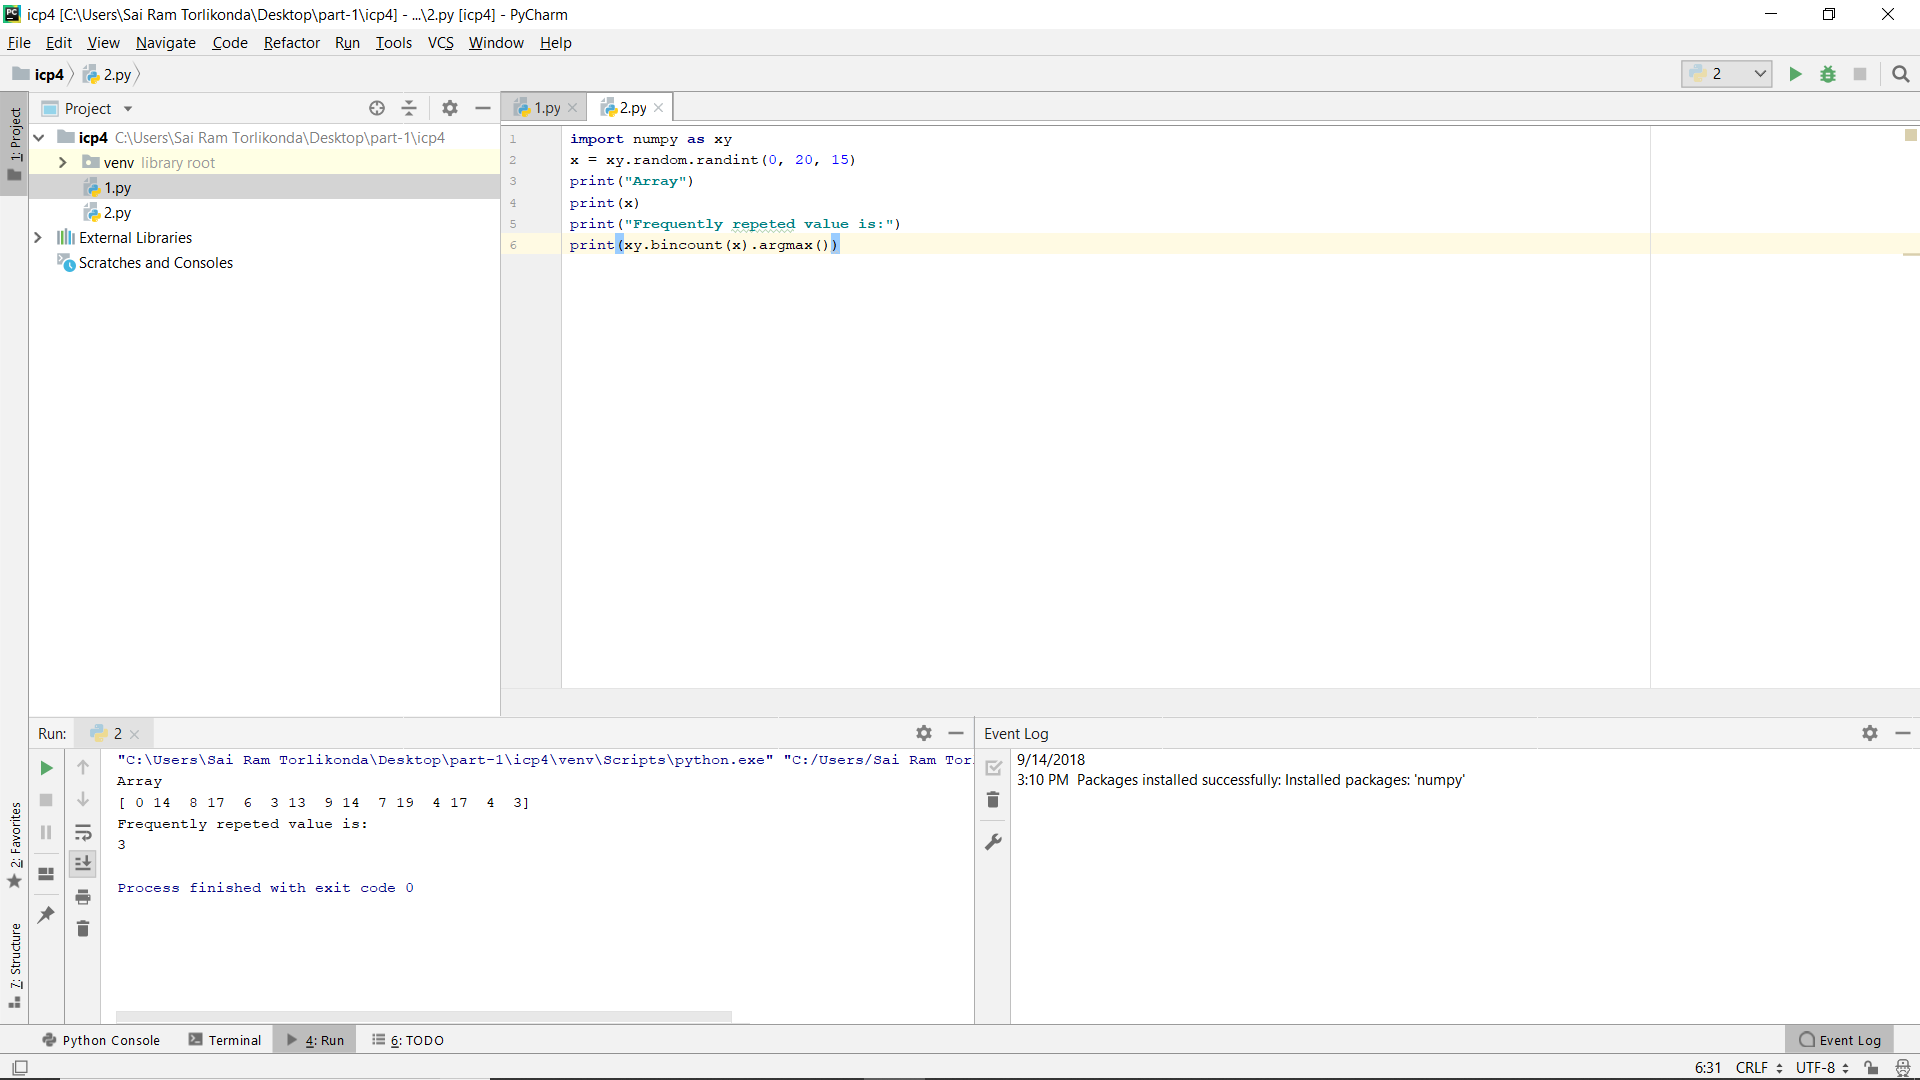 icp4 [C:\Users\Sai Ram Torlikonda\Desktop\part-1\icp4] - ...\2.py [icp4] - PyCharm
File Edit View Navigate Code Refactor Run Tools VCS Window Help
icp4 2.py
2
1: Project
Project
1.py 2.py
icp4 C:\Users\Sai Ram Torlikonda\Desktop\part-1\icp4
venv library root
1.py
2.py
External Libraries
Scratches and Consoles
1 import numpy as xy
2 x = xy.random.randint(0, 20, 15)
3 print("Array")
4 print(x)
5 print("Frequently repeted value is:")
6 print(xy.bincount(x).argmax())
Run: 2
"C:\Users\Sai Ram Torlikonda\Desktop\part-1\icp4\venv\Scripts\python.exe" "C:/Users/Sai Ram Tor
Array
[ 0 14  8 17  6  3 13  9 14  7 19  4 17  4  3]
Frequently repeted value is:
3
Process finished with exit code 0
Event Log
9/14/2018
3:10 PM Packages installed successfully: Installed packages: 'numpy'
2: Favorites
7: Structure
Python Console Terminal 4: Run 6: TODO Event Log
6:31 CRLF UTF-8